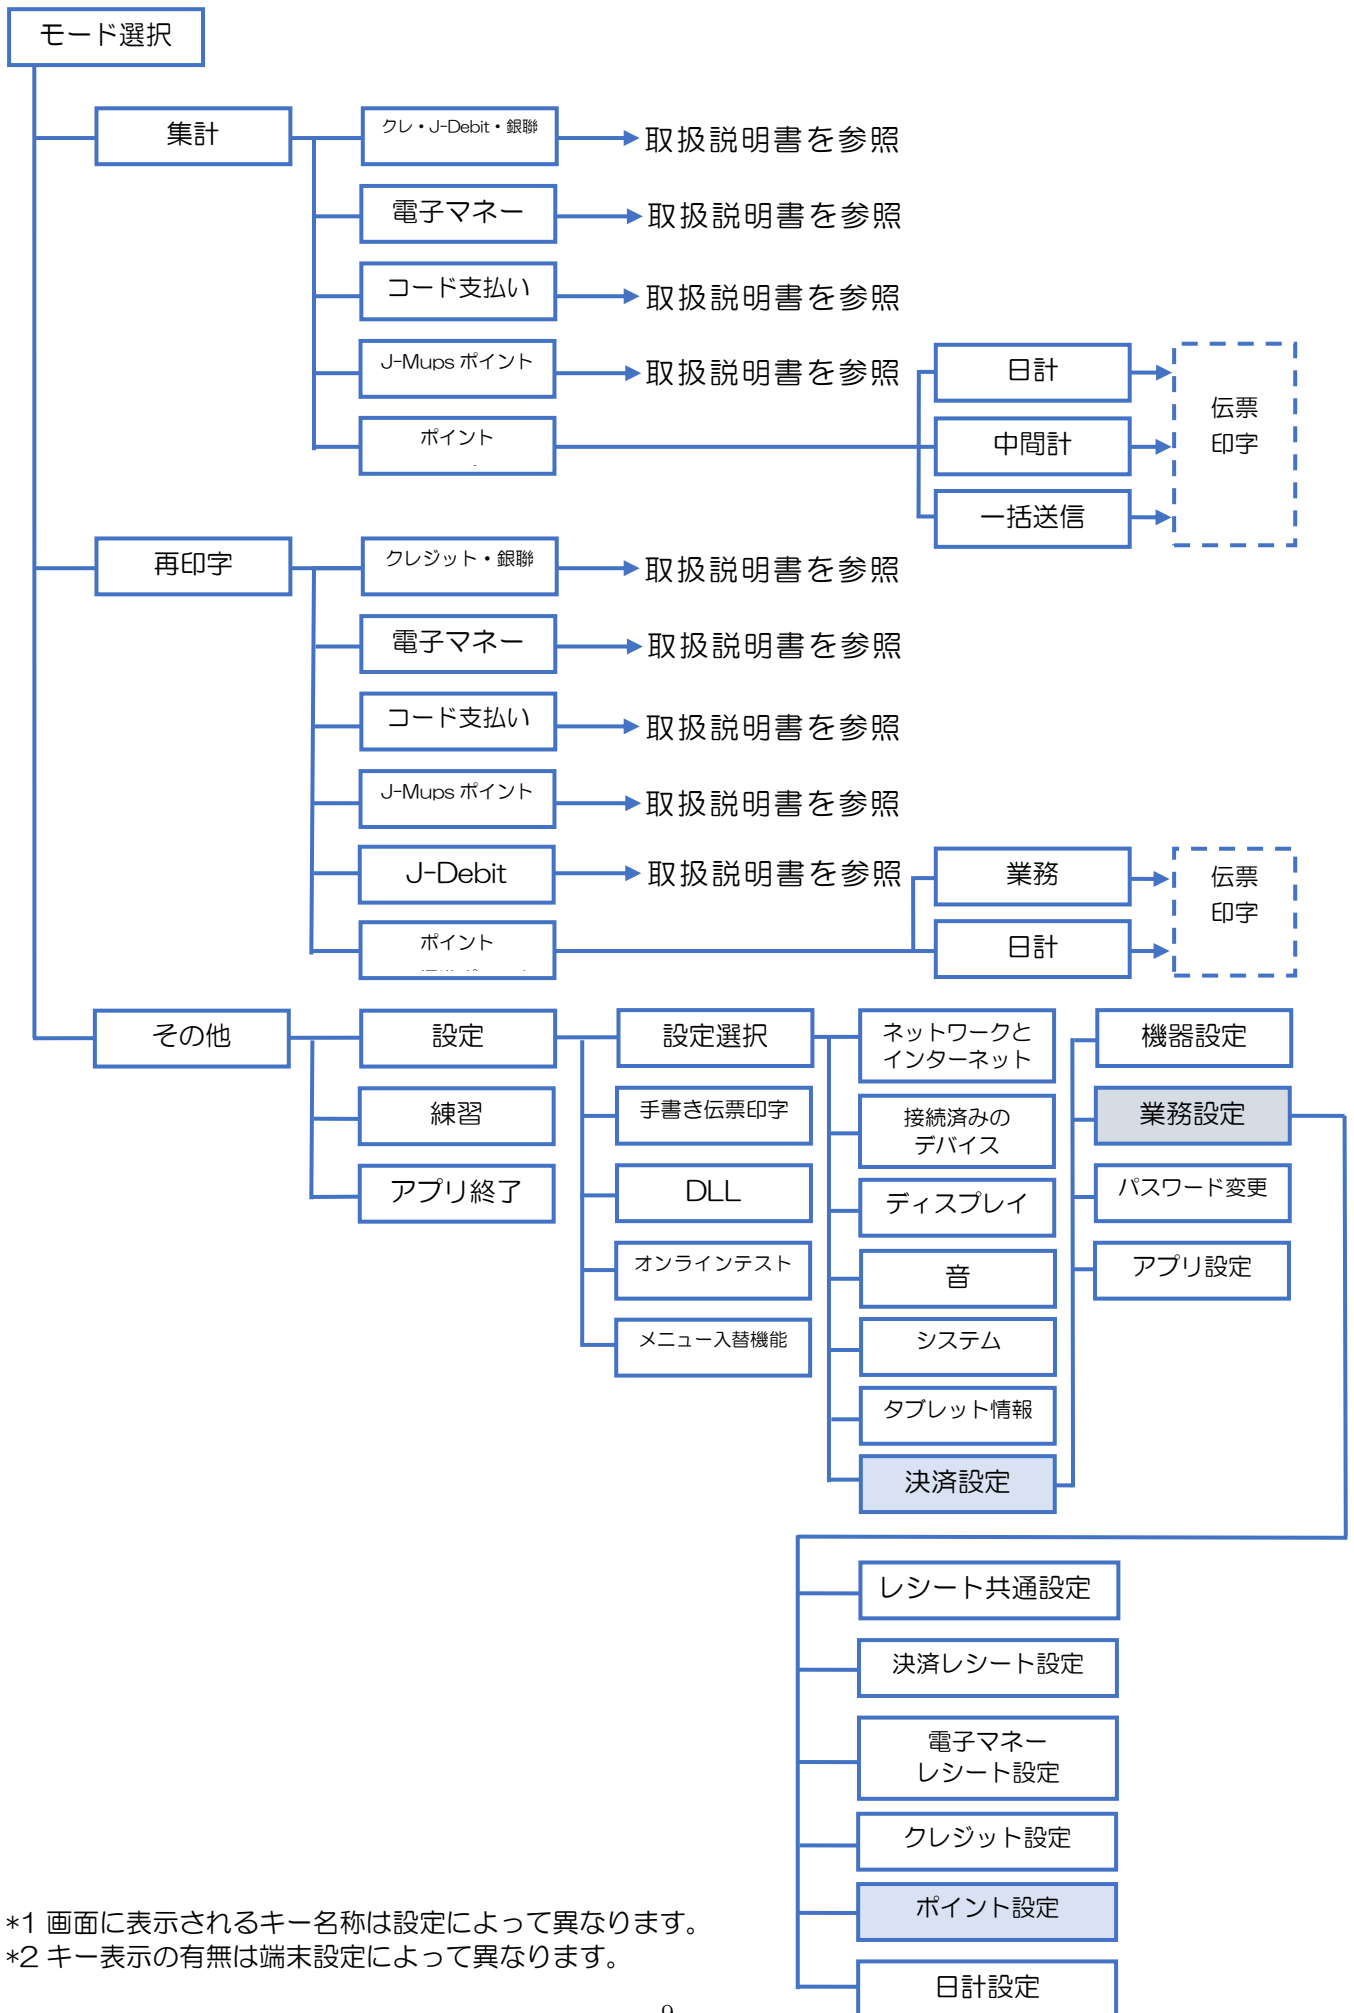 モード選択
集計
クレ・J-Debit・銀聯
取扱説明書を参照
電子マネー
取扱説明書を参照
コード支払い
取扱説明書を参照
J-Mups ポイント
取扱説明書を参照
ポイント
日計
中間計
一括送信
伝票
印字
再印字
クレジット・銀聯
取扱説明書を参照
電子マネー
取扱説明書を参照
コード支払い
取扱説明書を参照
J-Mups ポイント
取扱説明書を参照
J-Debit
取扱説明書を参照
ポイント
業務
日計
伝票
印字
その他
設定
練習
アプリ終了
設定選択
手書き伝票印字
DLL
オンラインテスト
メニュー入替機能
ネットワークと
インターネット
接続済みの
デバイス
ディスプレイ
音
システム
タブレット情報
決済設定
機器設定
業務設定
パスワード変更
アプリ設定
レシート共通設定
決済レシート設定
電子マネー
レシート設定
クレジット設定
ポイント設定
日計設定
*1 画面に表示されるキー名称は設定によって異なります。
*2 キー表示の有無は端末設定によって異なります。